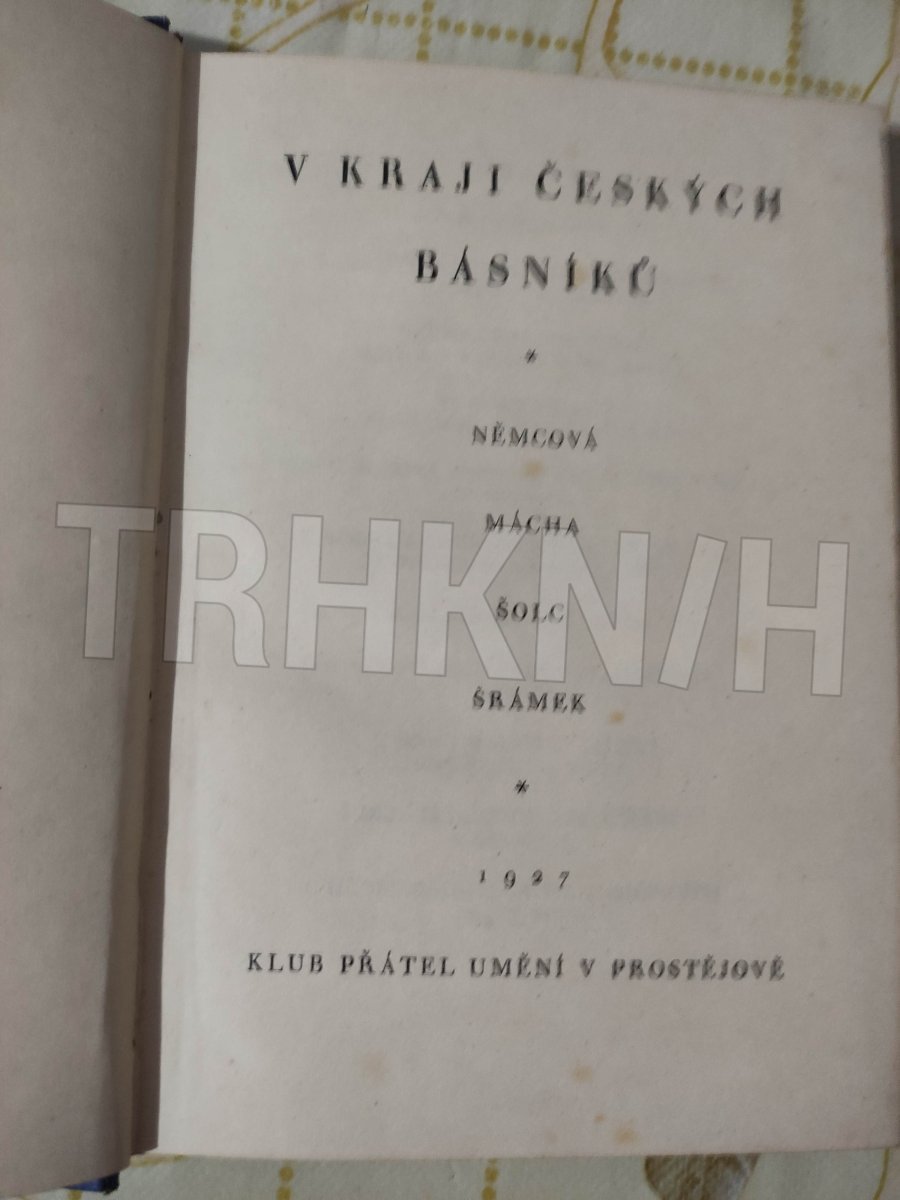 V KRAJI ČESKÝCH
BÁSNÍKŮ
*
NĚMCOVÁ
MÁCHA
TRHKNIH
ŠOLC
ŠRÁMEK
*
1927
KLUB PŘÁTEL UMĚNÍ V PROSTĚJOVĚ